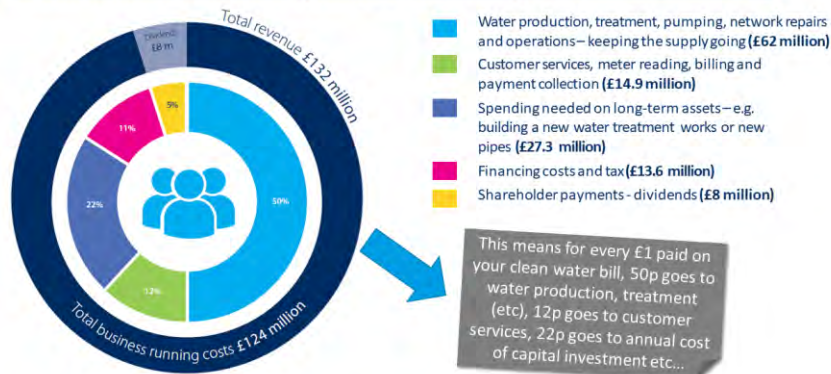 Total revenue £132 million
Dividends
£8 m
5%
11%
22%
50%
12%
Total business running costs £124 million
Water production, treatment, pumping, network repairs
and operations – keeping the supply going (£62 million)
Customer services, meter reading, billing and
payment collection (£14.9 million)
Spending needed on long-term assets – e.g.
building a new water treatment works or new
pipes (£27.3 million)
Financing costs and tax (£13.6 million)
Shareholder payments - dividends (£8 million)
This means for every £1 paid on
your clean water bill, 50p goes to
water production, treatment
(etc), 12p goes to customer
services, 22p goes to annual cost
of capital investment etc...